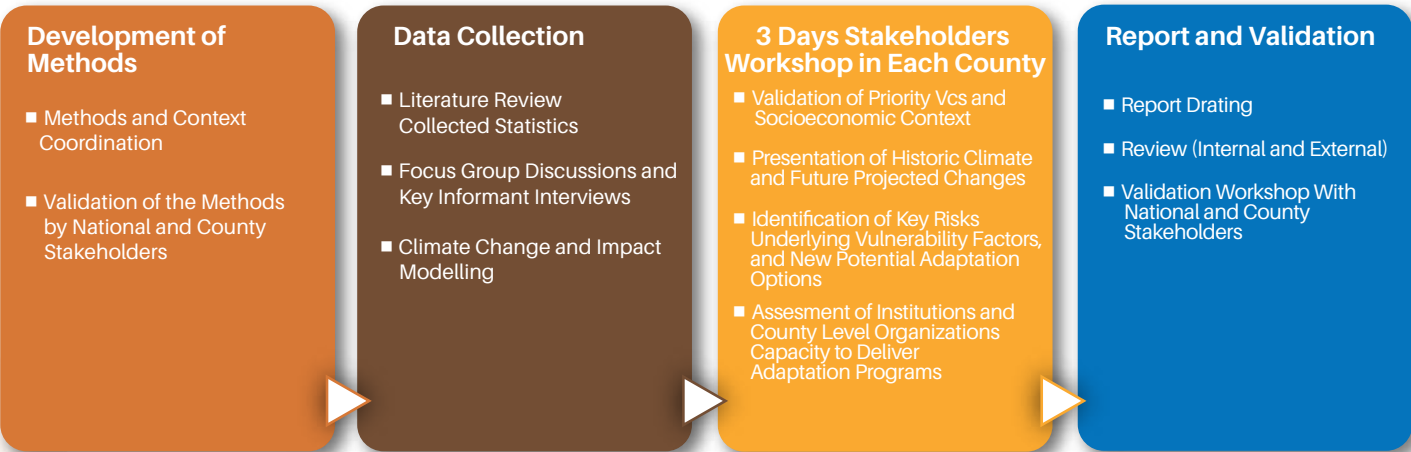 Development of
Methods
■ Methods and Context
Coordination
■ Validation of the Methods
by National and County
Stakeholders
Data Collection
■ Literature Review
Collected Statistics
■ Focus Group Discussions and
Key Informant Interviews
■ Climate Change and Impact
Modelling
3 Days Stakeholders
Workshop in Each County
■ Validation of Priority Vcs and
Socioeconomic Context
■ Presentation of Historic Climate
and Future Projected Changes
■ Identification of Key Risks
Underlying Vulnerability Factors,
and New Potential Adaptation
Options
■ Assesment of Institutions and
County Level Organizations
Capacity to Deliver
Adaptation Programs
Report and Validation
■ Report Drating
■ Review (Internal and External)
■ Validation Workshop With
National and County
Stakeholders